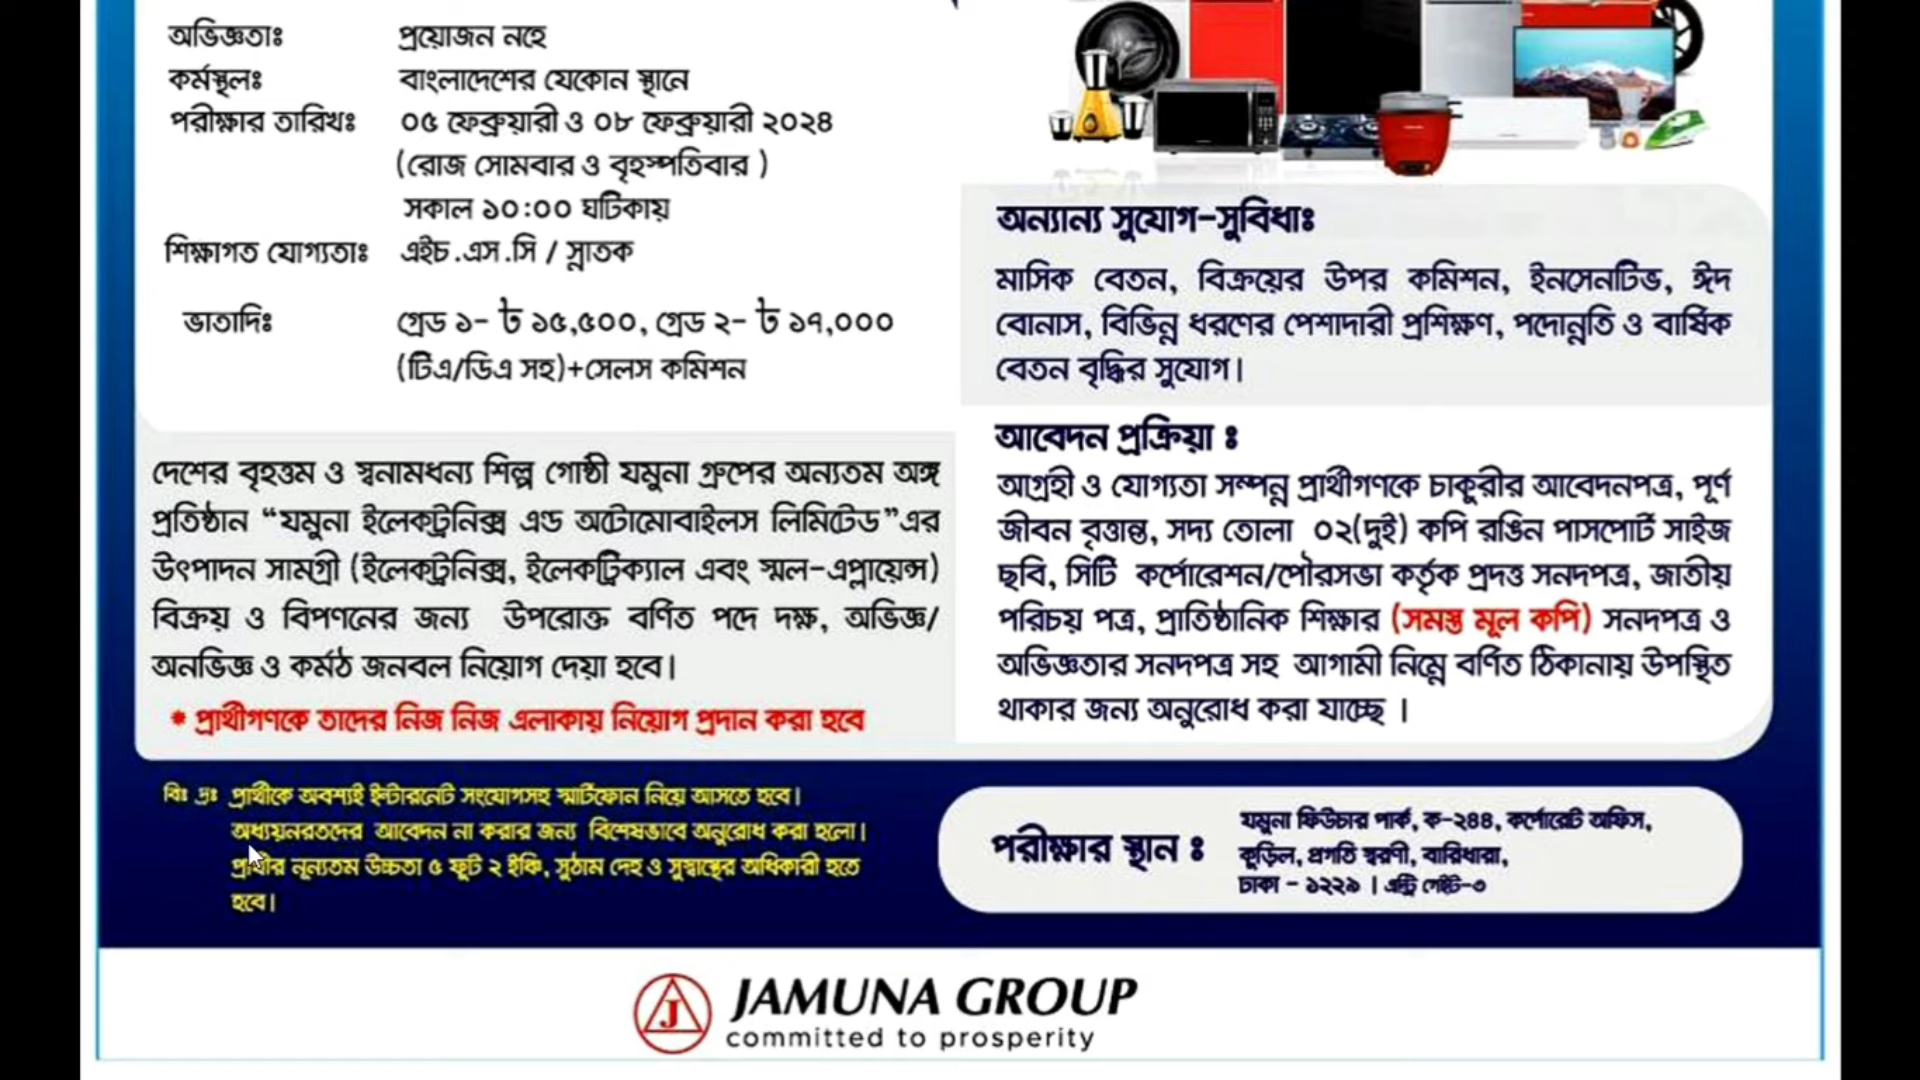 অভিজ্ঞতাঃ প্রয়োজন নহে
কর্মস্থলঃ বাংলাদেশের যেকোন স্থানে
পরীক্ষার তারিখঃ ০৫ ফেব্রুয়ারী ও ০৮ ফেব্রুয়ারী ২০২৪
(রোজ সোমবার ও বৃহস্পতিবার )
সকাল ১০:০০ ঘটিকায়
শিক্ষাগত যোগ্যতাঃ এইচ.এস.সি / স্নাতক
ভাতাদিঃ গ্রেড ১- ৳ ১৫,৫০০, গ্রেড ২- ৳ ১৭,০০০
(টিএ/ডিএ সহ)+সেলস কমিশন
দেশের বৃহত্তম ও স্বনামধন্য শিল্প গোষ্ঠী যমুনা গ্রুপের অন্যতম অঙ্গ
প্রতিষ্ঠান “যমুনা ইলেকট্রনিক্স এণ্ড অটোমোবাইলস লিমিটেড”এর
উৎপাদন সামগ্রী (ইলেকট্রনিক্স, ইলেকট্রিক্যাল এবং স্মল-এপ্লায়েন্স)
বিক্রয় ও বিপণনের জন্য উপরোক্ত বর্ণিত পদে দক্ষ, অভিজ্ঞ/
অনভিজ্ঞ ও কর্মঠ জনবল নিয়োগ দেয়া হবে।
* প্রার্থীগণকে তাদের নিজ নিজ এলাকায় নিয়োগ প্রদান করা হবে
অন্যান্য সুযোগ-সুবিধাঃ
মাসিক বেতন, বিক্রয়ের উপর কমিশন, ইনসেনটিভ, ঈদ
বোনাস, বিভিন্ন ধরণের পেশাদারী প্রশিক্ষণ, পদোন্নতি ও বার্ষিক
বেতন বৃদ্ধির সুযোগ।
আবেদন প্রক্রিয়া ঃ
আগ্রহী ও যোগ্যতা সম্পন্ন প্রার্থীগণকে চাকুরীর আবেদনপত্র, পূর্ণ
জীবন বৃত্তান্ত, সদ্য তোলা ০২(দুই) কপি রঙিন পাসপোর্ট সাইজ
ছবি, সিটি কর্পোরেশন/পৌরসভা কর্তৃক প্রদত্ত সনদপত্র, জাতীয়
পরিচয় পত্র, প্রাতিষ্ঠানিক শিক্ষার (সমস্ত মূল কপি) সনদপত্র ও
অভিজ্ঞতার সনদপত্র সহ আগামী নিম্নে বর্ণিত ঠিকানায় উপস্থিত
থাকার জন্য অনুরোধ করা যাচ্ছে ।
বিঃ দ্রঃ প্রার্থীকে অবশ্যই ইন্টারনেট সংযোগসহ স্মার্টফোন নিয়ে আসতে হবে।
অধ্যয়নরতদের আবেদন না করার জন্য বিশেষভাবে অনুরোধ করা হলো।
প্রার্থীর নূন্যতম উচ্চতা ৫ ফুট ২ ইঞ্চি, সুঠাম দেহ ও সুস্বাস্থ্যের অধিকারী হতে
হবে।
পরীক্ষার স্থান ঃ যমুনা ফিউচার পার্ক, ক-২৪৪, কর্পোরেট অফিস,
কুড়িল, প্রগতি স্বরণী, বারিধারা,
ঢাকা - ১২২৯ । এন্ট্রি গেইট-৩
JAMUNA GROUP
committed to prosperity